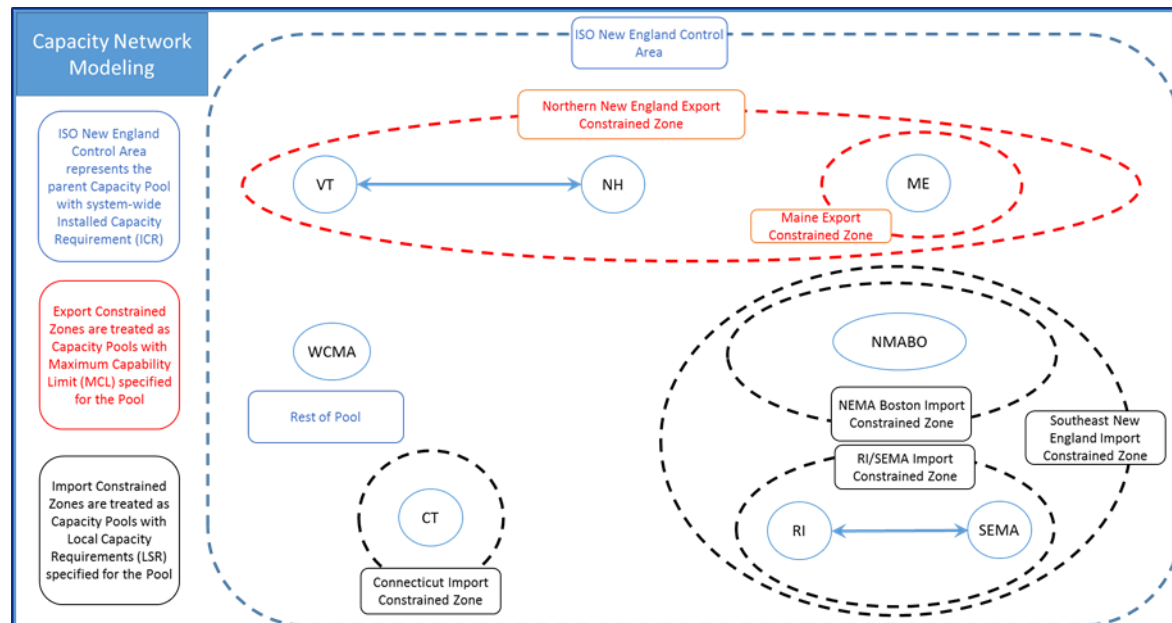 Capacity Network
Modeling
ISO New England
Control Area
represents the
parent Capacity Pool
with system-wide
Installed Capacity
Requirement (ICR)
Export Constrained
Zones are treated as
Capacity Pools with
Maximum Capability
Limit (MCL) specified
for the Pool
Import Constrained
Zones are treated as
Capacity Pools with
Local Capacity
Requirements (LSR)
specified for the Pool
ISO New England Control
Area
Northern New England Export
Constrained Zone
VT
NH
ME
Maine Export
Constrained Zone
WCMA
Rest of Pool
NMABO
NEMA Boston Import
Constrained Zone
Southeast New
England Import
Constrained Zone
RI/SEMA Import
Constrained Zone
CT
RI
SEMA
Connecticut Import
Constrained Zone